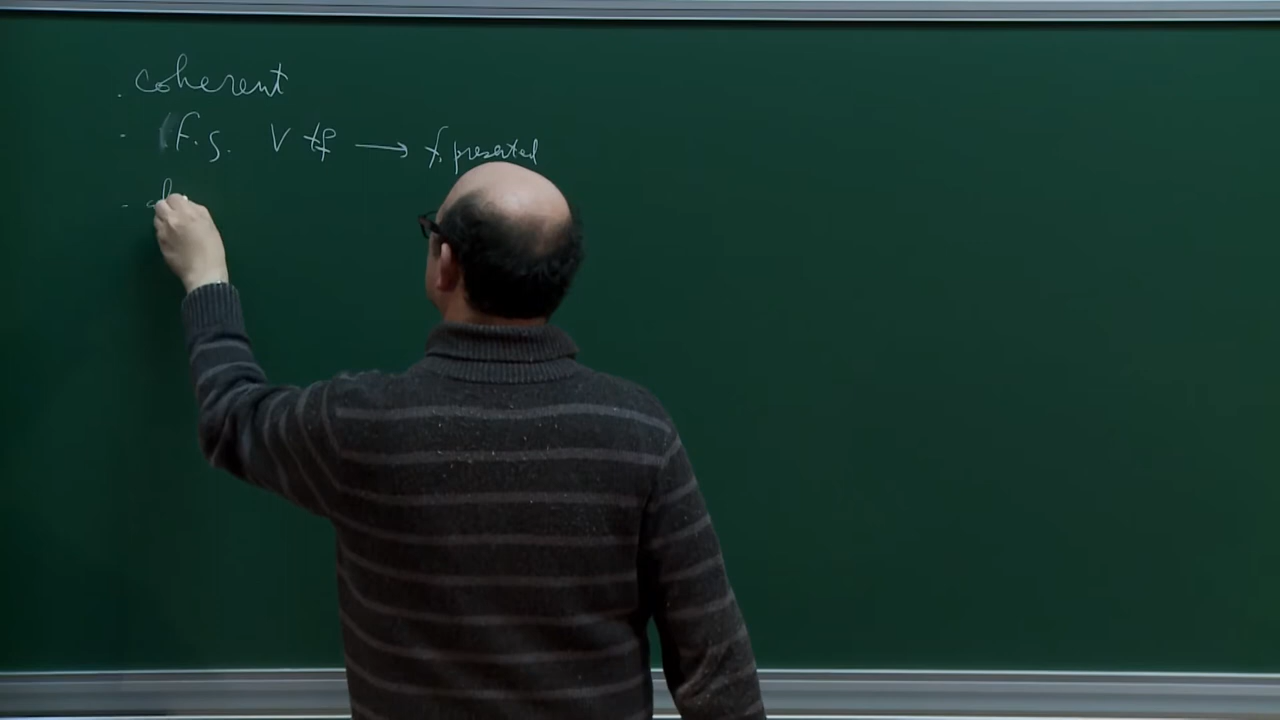 . coherent
- f.g. V tf → f. presented
-